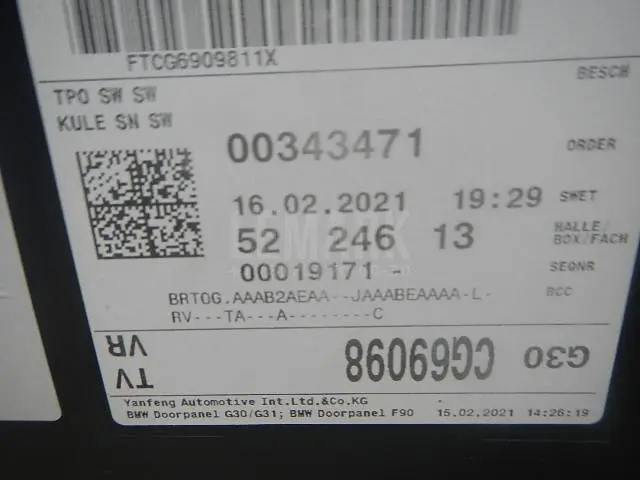 FTCG6909811X
BESCH
TPO SW SW
KULE SN SW
00343471 ORDER
16.02.2021 19:29 SWET
52 246 13 HALLE/
BOX/FACH
00019171 - SEQNR
BRTOG.AAAB2AEAA--JAAABEAAAA-L- BCC
RV---TA---A--------C
G30 CG69098 TV
VR
Yanfeng Automotive Int.Ltd.&Co.KG
BMW Doorpanel G30/G31; BMW Doorpanel F90 15.02.2021 14:26:19